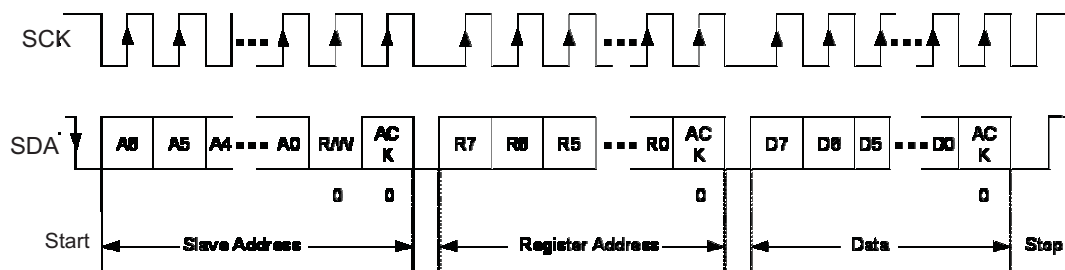 SCK
SDA A6 A5 A4 A0 R/W ACK R7 R6 R5 R0 ACK D7 D6 D5 D0 ACK
0 0 0 0
Start Slave Address Register Address Data Stop